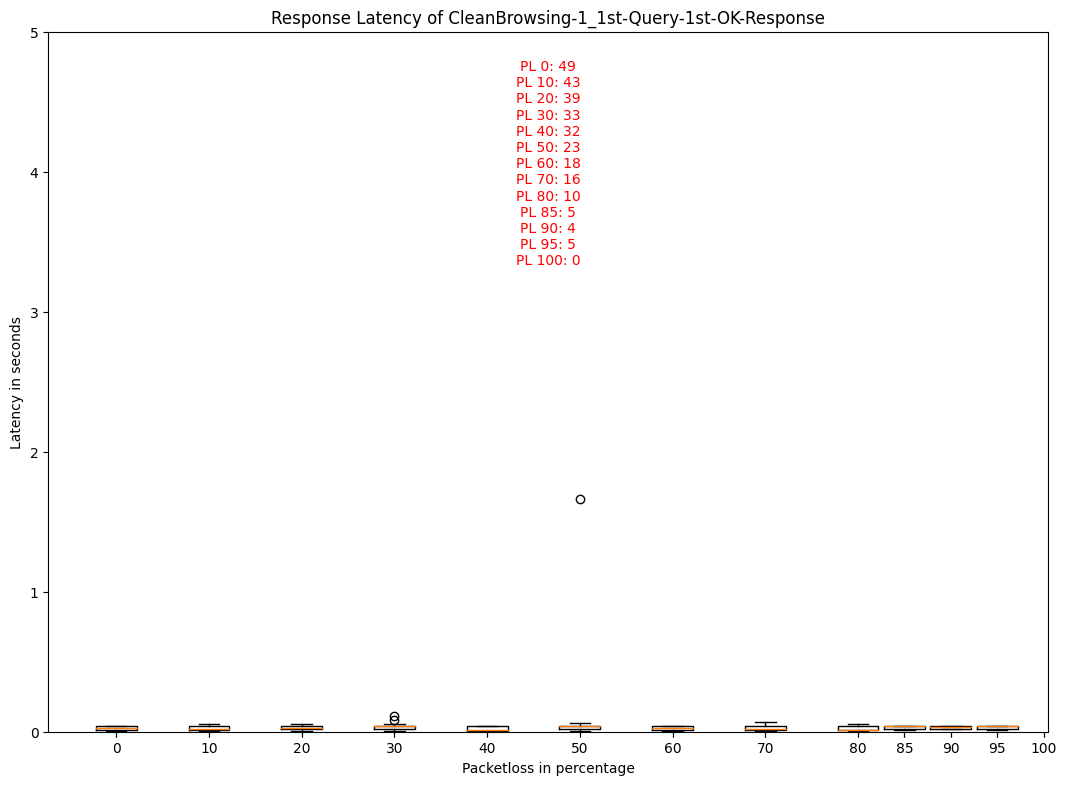 Response Latency of CleanBrowsing-1_1st-Query-1st-OK-Response
5
PL 0: 49
PL 10: 43
PL 20: 39
PL 30: 33
PL 40: 32
PL 50: 23
PL 60: 18
PL 70: 16
PL 80: 10
PL 85: 5
PL 90: 4
PL 95: 5
PL 100: 0
4
3
2
1
0
Latency in seconds
0 10 20 30 40 50 60 70 80 85 90 95 100
Packetloss in percentage